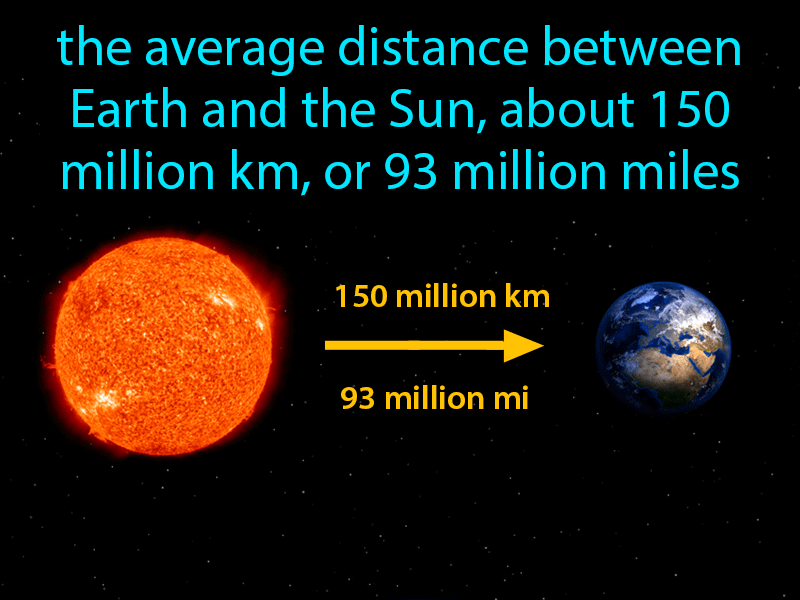 the average distance between
Earth and the Sun, about 150
million km, or 93 million miles
150 million km
93 million mi